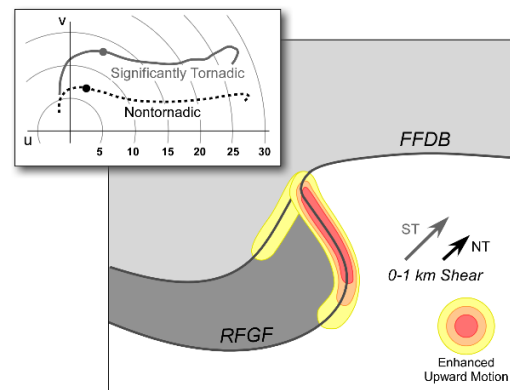 v
Significantly Tornadic
Nontornadic
u
5 10 15 20 25 30
FFDB
ST
NT
0-1 km Shear
RFGF
Enhanced
Upward Motion